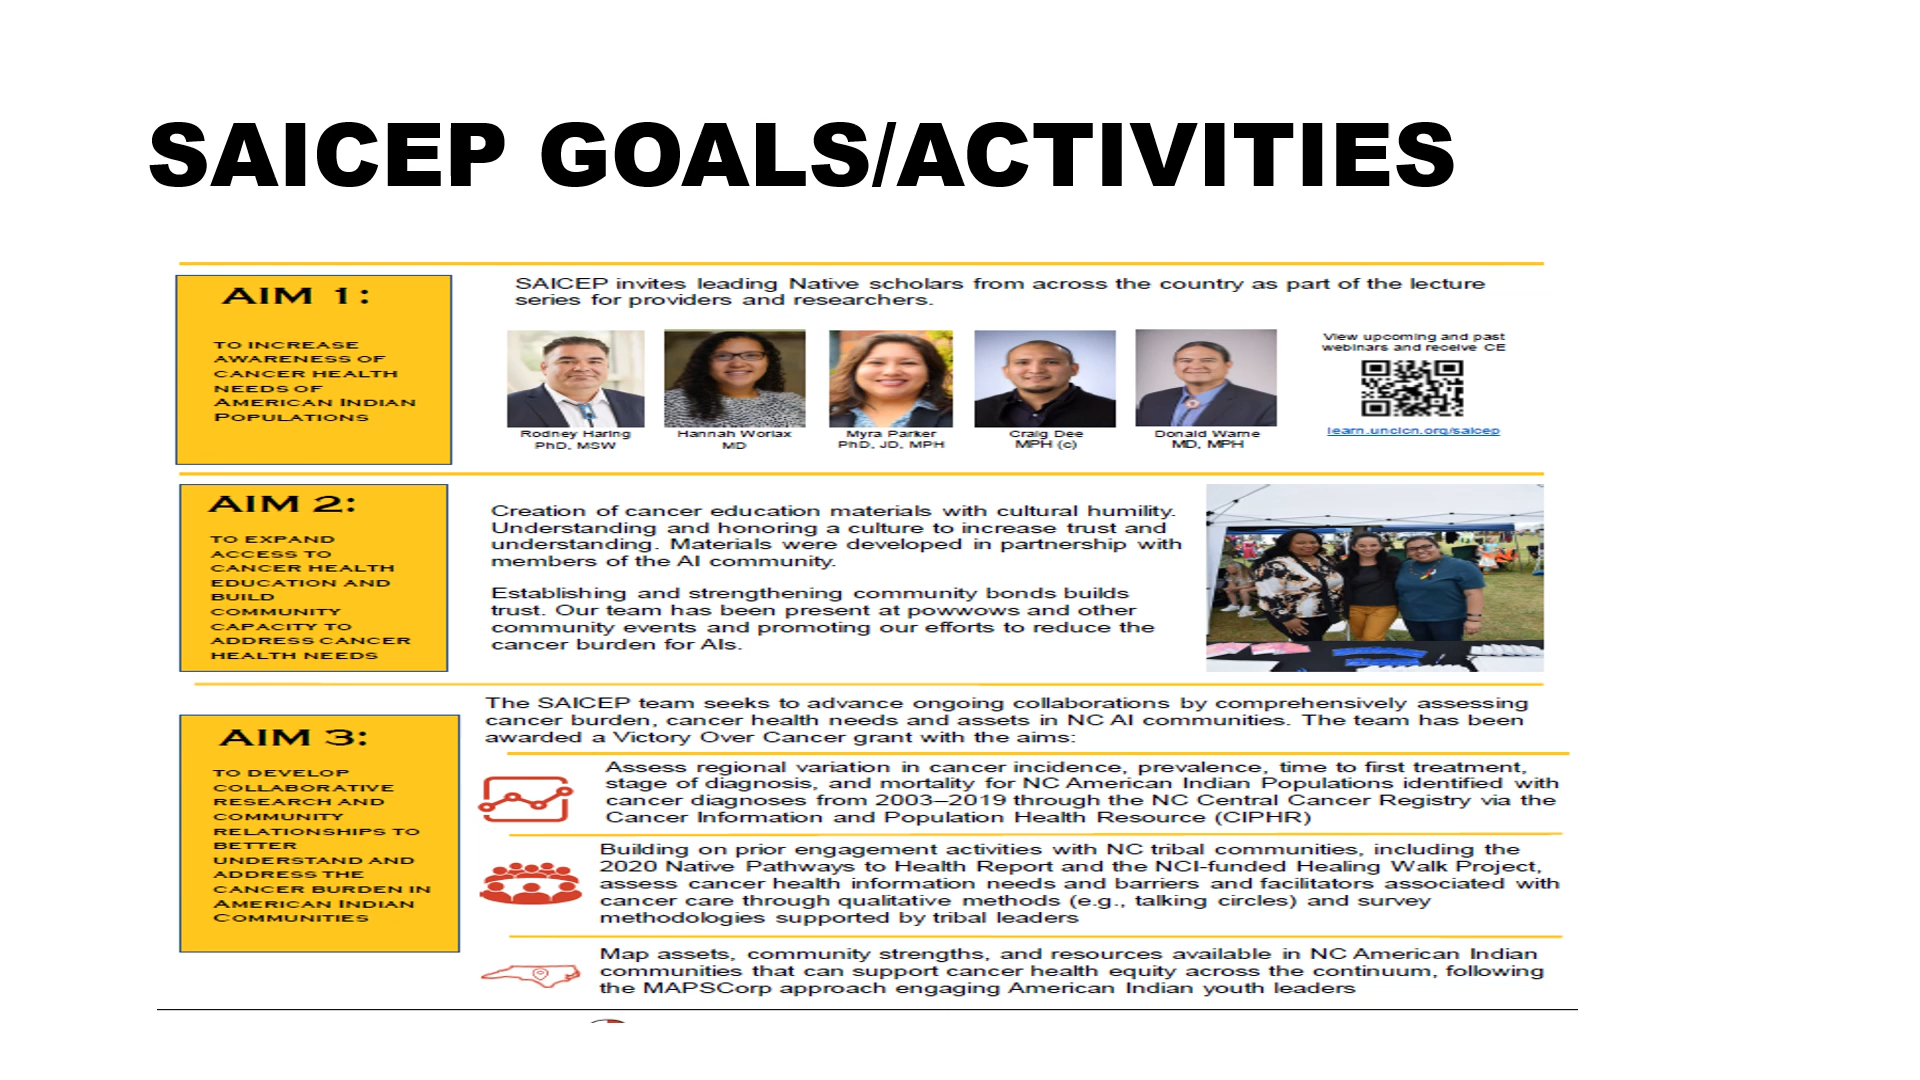 SAICEP GOALS/ACTIVITIES
AIM 1:
TO INCREASE
AWARENESS OF
CANCER HEALTH
NEEDS OF
AMERICAN INDIAN
POPULATIONS
SAICEP invites leading Native scholars from across the country as part of the lecture
series for providers and researchers.
Rodney Haring
PhD, MSW
Hannah Worlax
MD
Myra Parker
PhD, JD, MPH
Craig Dee
MPH (c)
Donald Warne
MD, MPH
View upcoming and past
webinars and receive CE
learn.unclcn.org/saicep
AIM 2:
TO EXPAND
ACCESS TO
CANCER HEALTH
EDUCATION AND
BUILD
COMMUNITY
CAPACITY TO
ADDRESS CANCER
HEALTH NEEDS
Creation of cancer education materials with cultural humility.
Understanding and honoring a culture to increase trust and
understanding. Materials were developed in partnership with
members of the AI community.
Establishing and strengthening community bonds builds
trust. Our team has been present at powwows and other
community events and promoting our efforts to reduce the
cancer burden for AIs.
AIM 3:
TO DEVELOP
COLLABORATIVE
RESEARCH AND
COMMUNITY
RELATIONSHIPS TO
BETTER
UNDERSTAND AND
ADDRESS THE
CANCER BURDEN IN
AMERICAN INDIAN
COMMUNITIES
The SAICEP team seeks to advance ongoing collaborations by comprehensively assessing
cancer burden, cancer health needs and assets in NC AI communities. The team has been
awarded a Victory Over Cancer grant with the aims:
Assess regional variation in cancer incidence, prevalence, time to first treatment,
stage of diagnosis, and mortality for NC American Indian Populations identified with
cancer diagnoses from 2003–2019 through the NC Central Cancer Registry via the
Cancer Information and Population Health Resource (CIPHR)
Building on prior engagement activities with NC tribal communities, including the
2020 Native Pathways to Health Report and the NCI-funded Healing Walk Project,
assess cancer health information needs and barriers and facilitators associated with
cancer care through qualitative methods (e.g., talking circles) and survey
methodologies supported by tribal leaders
Map assets, community strengths, and resources available in NC American Indian
communities that can support cancer health equity across the continuum, following
the MAPSCorp approach engaging American Indian youth leaders